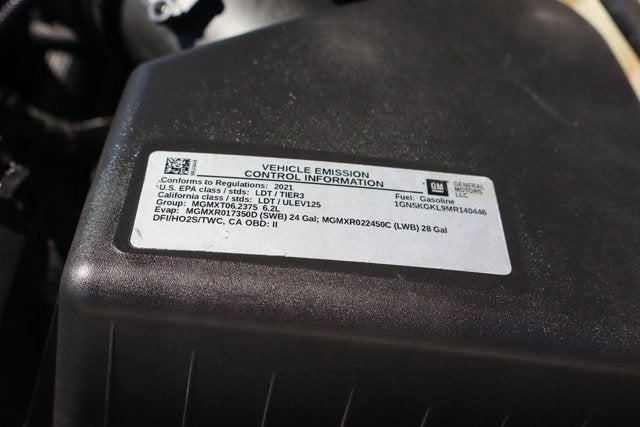 VEHICLE EMISSION
CONTROL INFORMATION
GM
GENERAL
MOTORS
LLC
Conforms to Regulations: 2021
U.S. EPA class / stds: LDT / TIER3
California class / stds: LDT / ULEV125
Group: MGMXT06.2375 6.2L
Evap: MGMXR017350D (SWB) 24 Gal; MGMXR022450C (LWB) 28 Gal
DFI/HO2S/TWC, CA OBD: II
Fuel: Gasoline
1GNSKGKL9MR140446